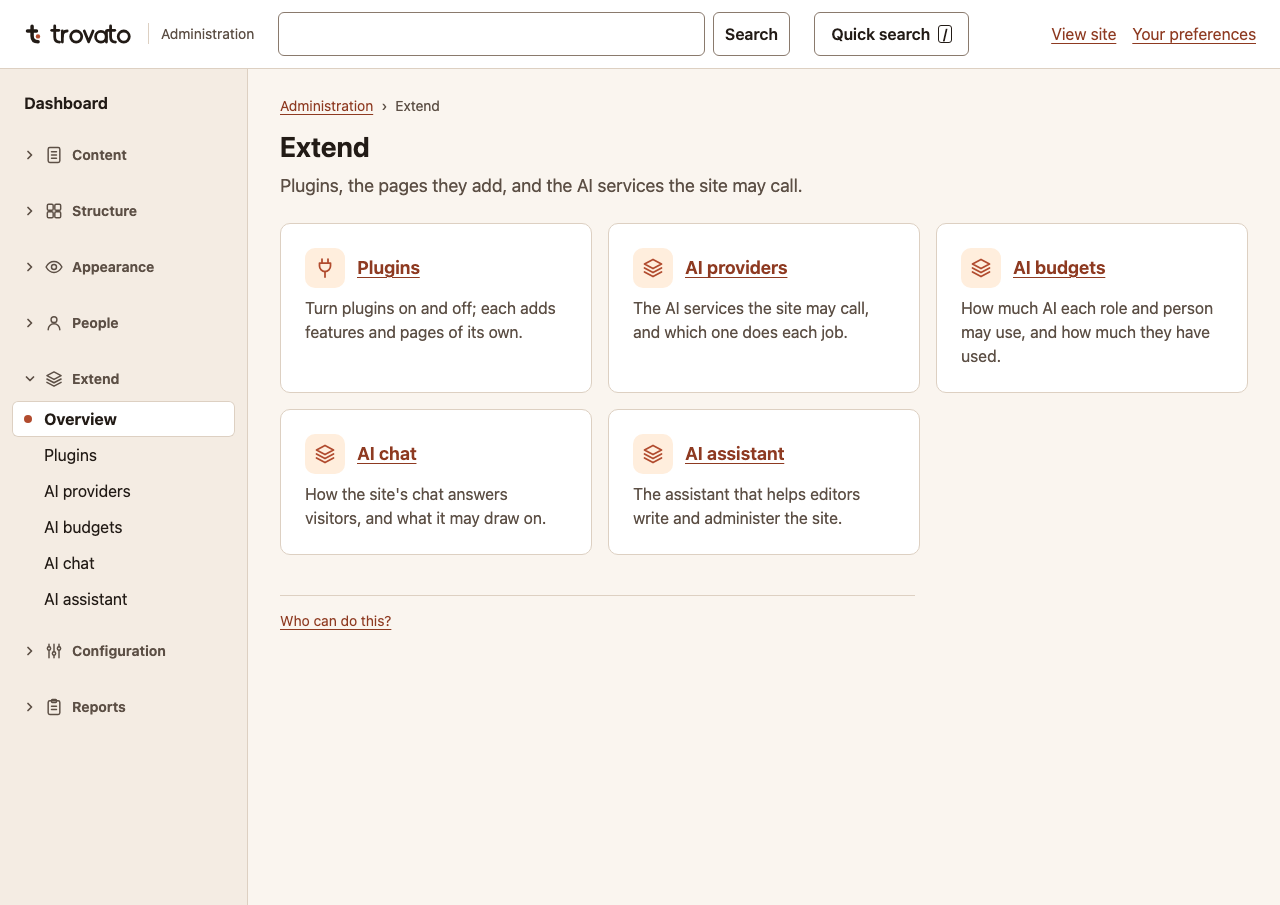 trovato
Administration
Search
Quick search /
View site
Your preferences
Dashboard
Content
Structure
Appearance
People
Extend
Overview
Plugins
AI providers
AI budgets
AI chat
AI assistant
Configuration
Reports
Administration › Extend
Extend
Plugins, the pages they add, and the AI services the site may call.
Plugins
Turn plugins on and off; each adds
features and pages of its own.
AI providers
The AI services the site may call,
and which one does each job.
AI budgets
How much AI each role and person
may use, and how much they have
used.
AI chat
How the site's chat answers
visitors, and what it may draw on.
AI assistant
The assistant that helps editors
write and administer the site.
Who can do this?